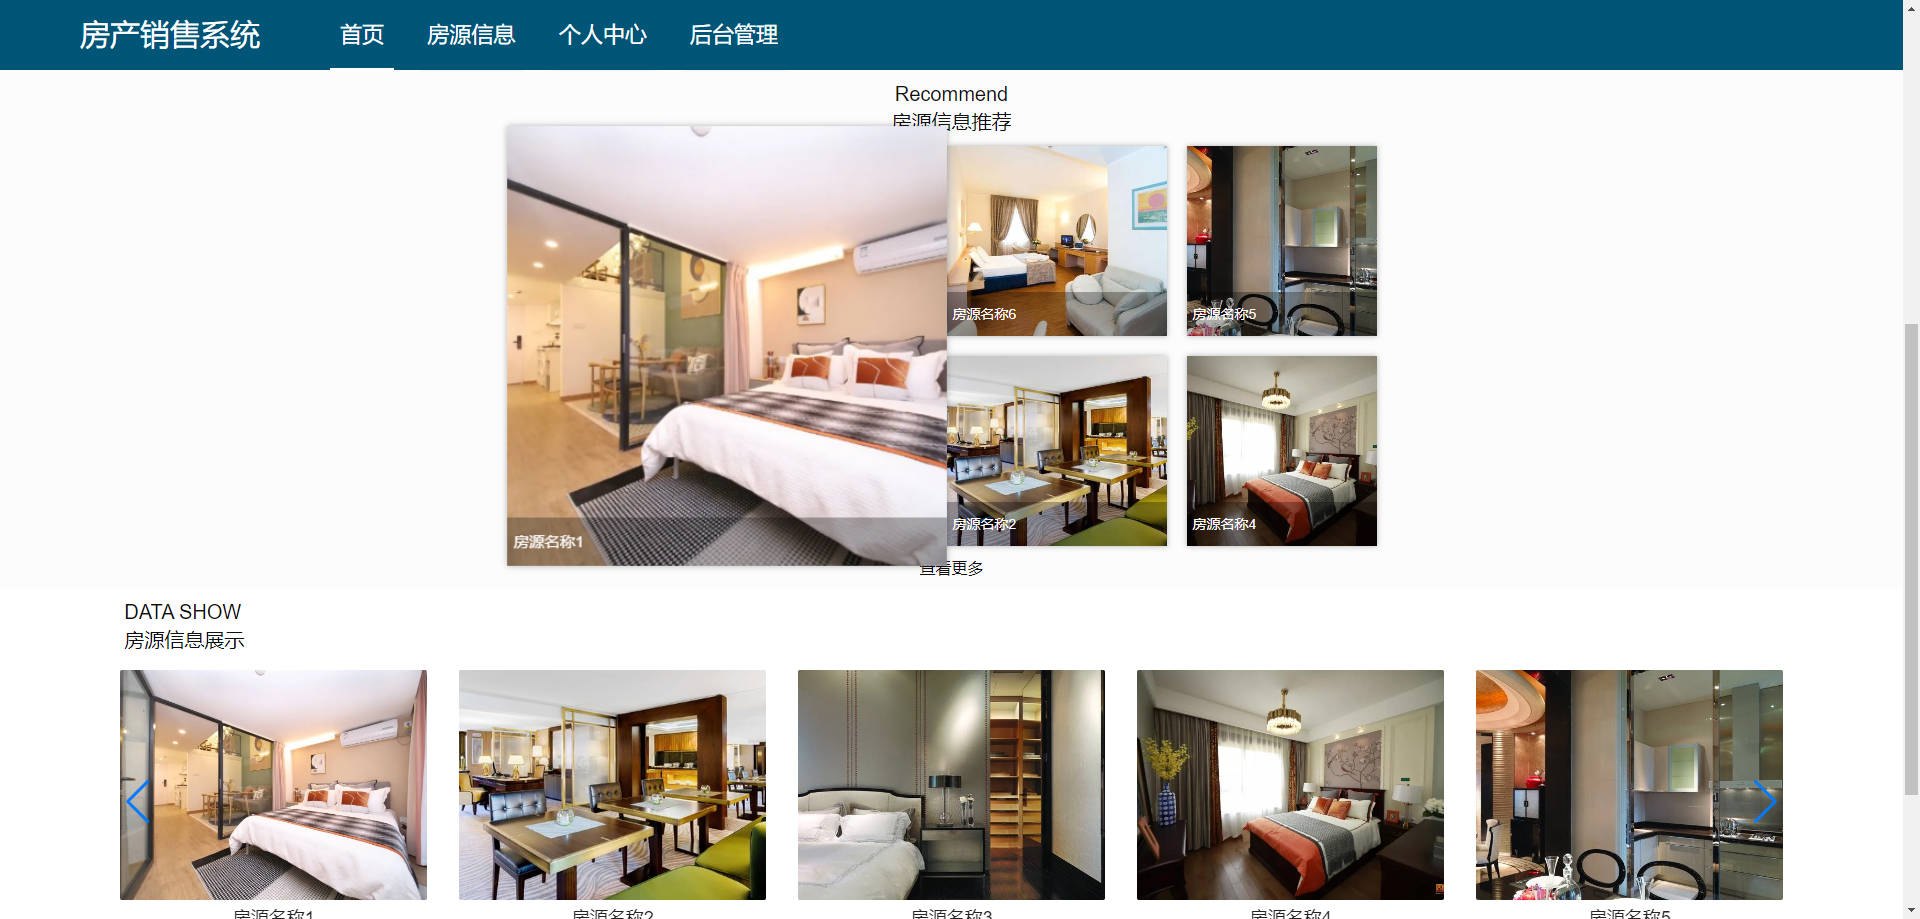 房产销售系统
首页
房源信息
个人中心
后台管理
Recommend
房源信息推荐
房源名称1
房源名称6
房源名称5
房源名称2
房源名称4
查看更多
DATA SHOW
房源信息展示
房源名称1
房源名称2
房源名称3
房源名称4
房源名称5